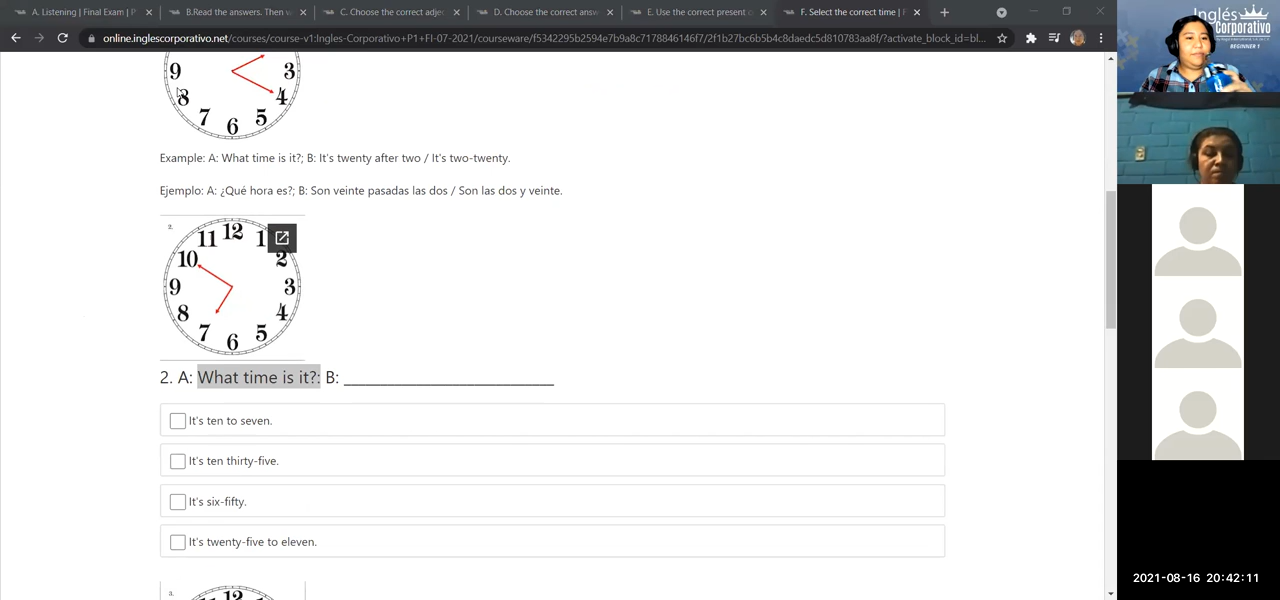 A. Listening | Final Exam | P
B.Read the answers. Then w
C. Choose the correct adje
D. Choose the correct answ
E. Use the correct present o
F. Select the correct time | F
online.inglescorporativo.net/courses/course-v1:Ingles-Corporativo+P1+FI-07-2021/courseware/f5342295b2594e7b9a8c7178846146f7/2f1b27bc6b5b4c8daedc5d810783aa8f/?activate_block_id=bl...
Inglés
Corporativo
BEGINNER 1
9 3
8 4
7 6 5
Example: A: What time is it?; B: It's twenty after two / It's two-twenty.
Ejemplo: A: ¿Qué hora es?; B: Son veinte pasadas las dos / Son las dos y veinte.
2.
11 12 1
10 2
9 3
8 4
7 6 5
2. A: What time is it?: B: ____________________________
It's ten to seven.
It's ten thirty-five.
It's six-fifty.
It's twenty-five to eleven.
3.
11 12
2021-08-16 20:42:11